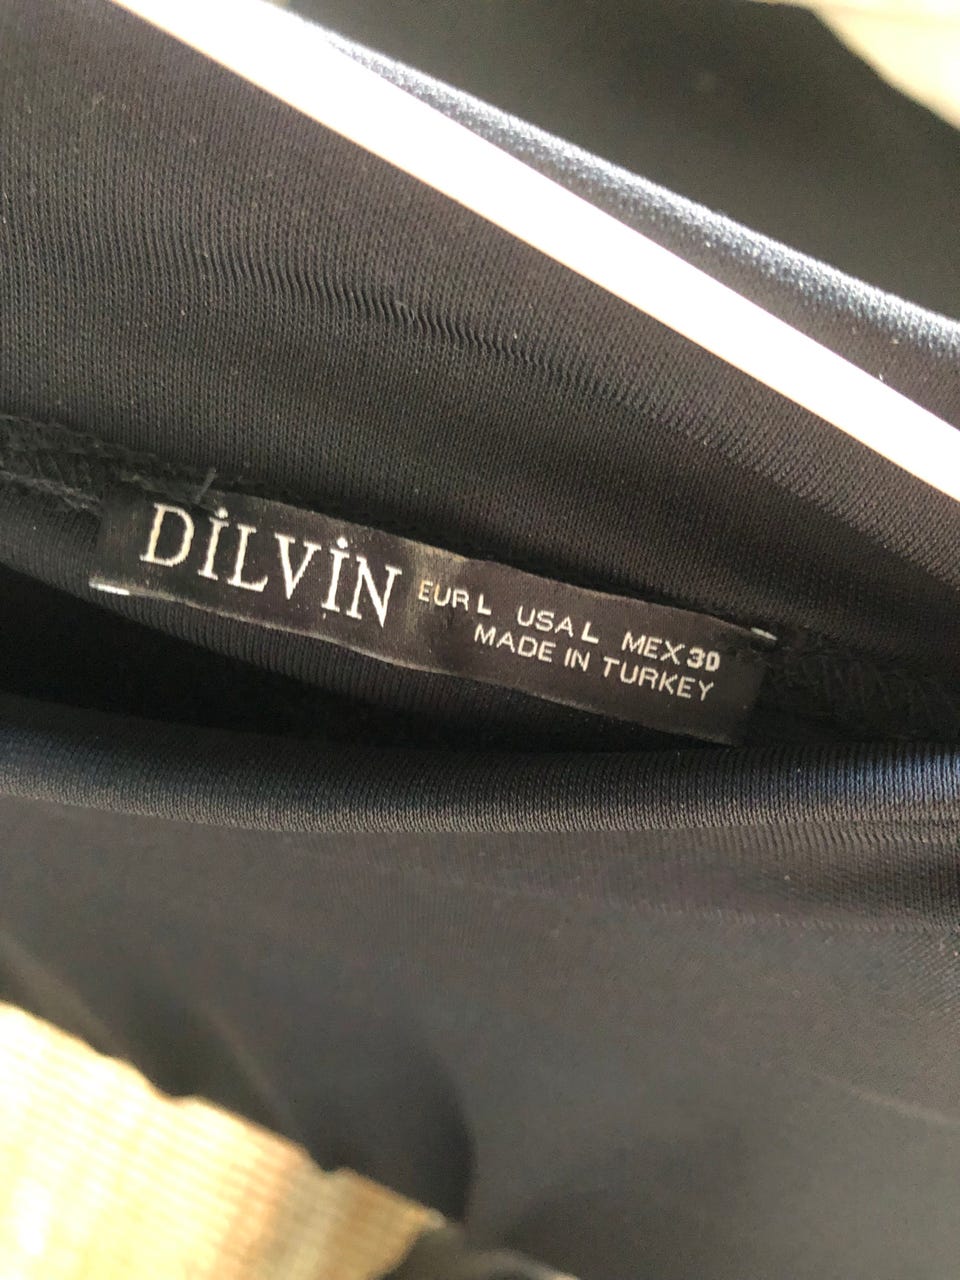 DİLVİN
EUR L USA L MEX 30
MADE IN TURKEY